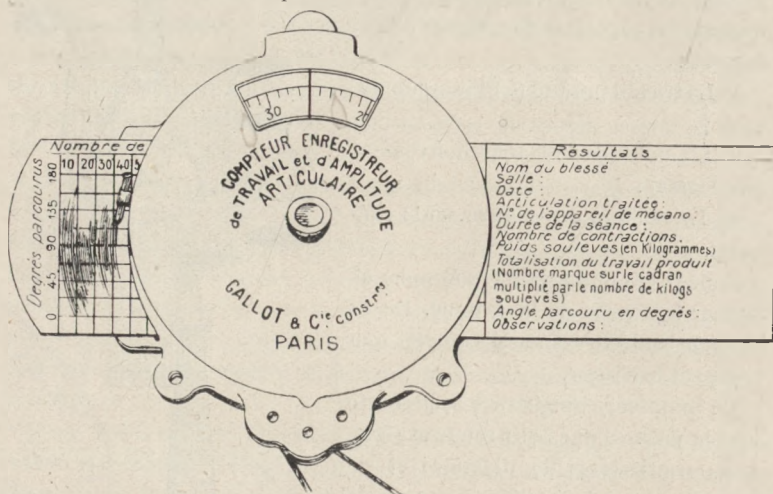 30 20
COMPTEUR ENREGISTREUR
de TRAVAIL et d'AMPLITUDE
ARTICULAIRE
GALLOT & Cie constrs
PARIS
Nombre de
10 20 30 40
Degrés parcourus
180
135
90
45
0
Résultats
Nom du blessé
Salle :
Date :
Articulation traitée :
No de l'appareil de mécano :
Durée de la séance :
Nombre de contractions.
Poids soulevés (en Kilogrammes)
Totalisation du travail produit
(Nombre marque sur le cadran
multiplié par le nombre de kilogs
soulevés)
Angle parcouru en degrés :
Observations :